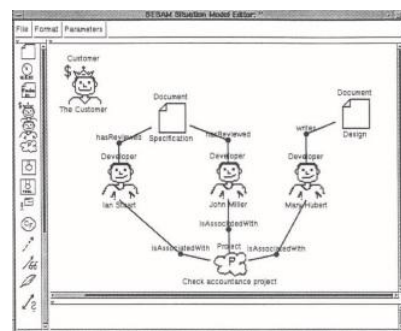 SESAM Situation Model Editor: "
File Format Parameters
Customer
$
The Customer
Document
Specification
Document
Design
hasReviewed
hasReviewed
writes
Developer
Developer
Developer
Ian Stuart
John Miller
Mary Hubert
isAssociatedWith
isAssociatedWith
isAssociatedWith
Project
P
Check accordance project